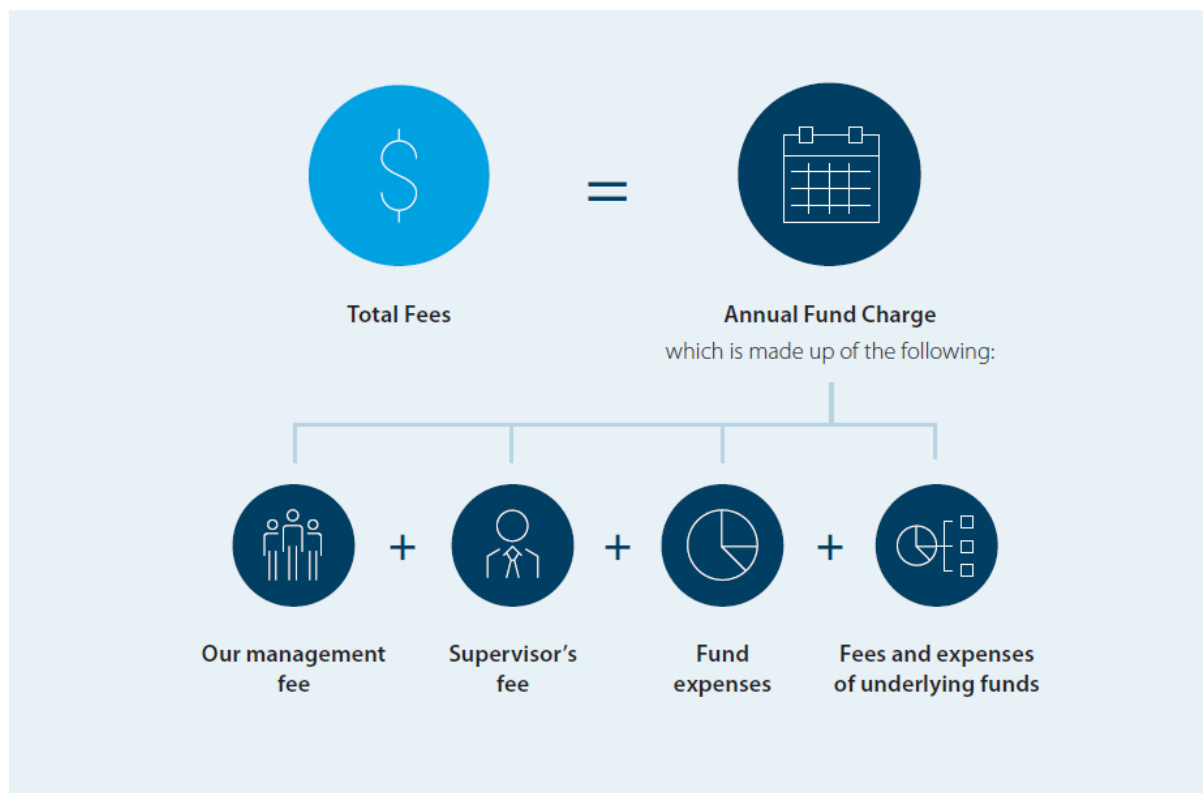 $
=
Total Fees
Annual Fund Charge
which is made up of the following:
+
+
+
Our management
fee
Supervisor’s
fee
Fund
expenses
Fees and expenses
of underlying funds